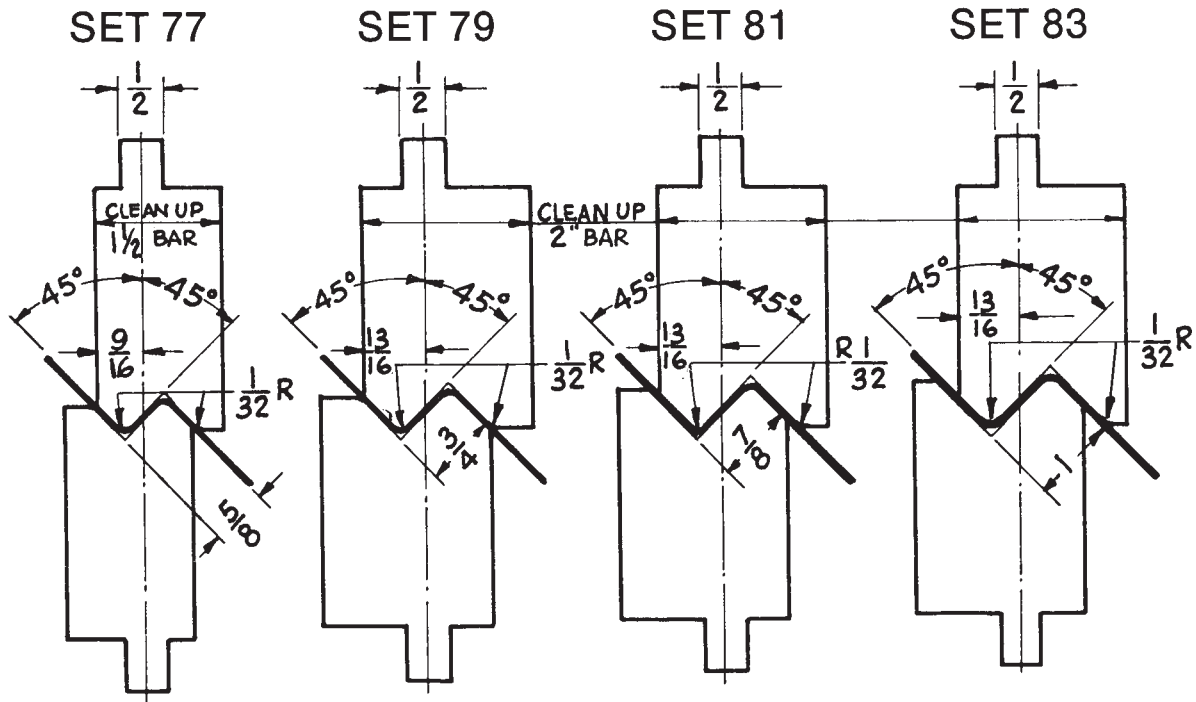 SET 77 SET 79 SET 81 SET 83
1/2 1/2 1/2 1/2
CLEAN UP
1 1/2 BAR
CLEAN UP
2" BAR
45° 45° 45° 45° 45° 45° 45° 45°
9/16 13/16 13/16 13/16
1/32 R 1/32 R R 1/32 1/32 R
5/8 3/4 7/8 1